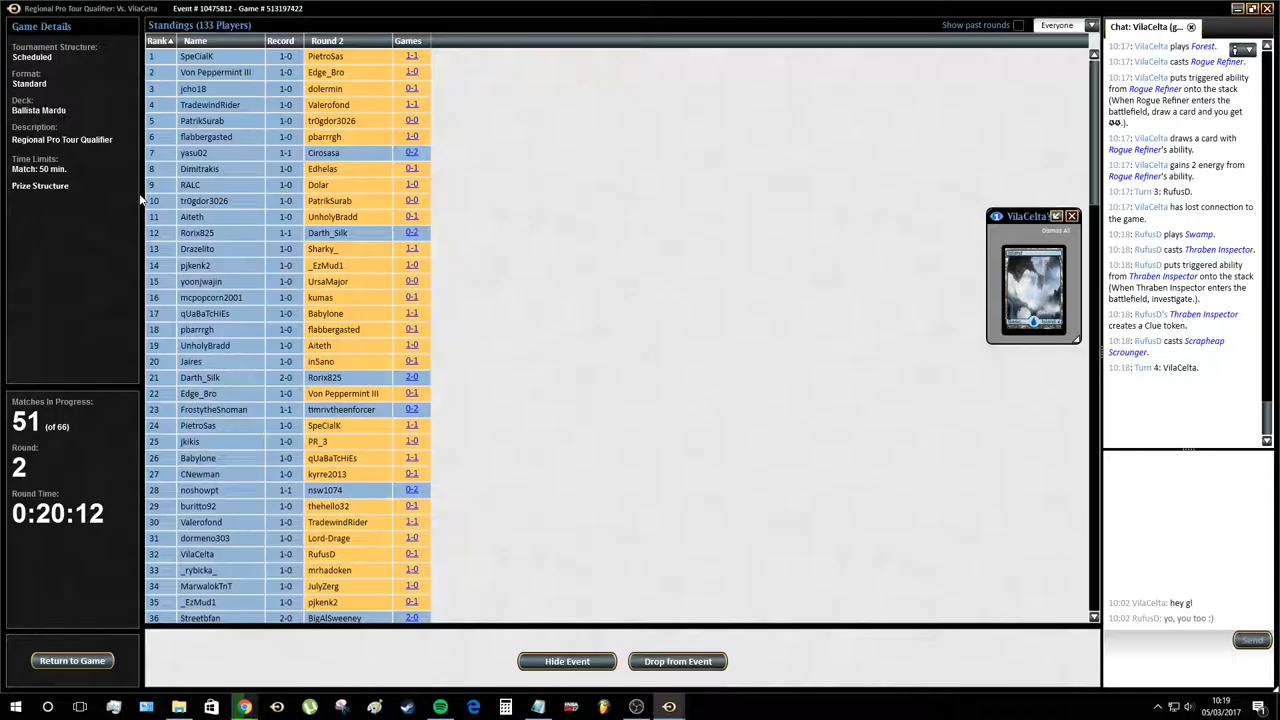 Regional Pro Tour Qualifier: Vs. VilaCelta
Event # 10475812 - Game # 513197422
Game Details
Tournament Structure:
Scheduled
Format:
Standard
Deck:
Ballista Mardu
Description:
Regional Pro Tour Qualifier
Time Limits:
Match: 50 min.
Prize Structure
Matches In Progress:
51 (of 66)
Round:
2
Round Time:
0:20:12
Return to Game
Standings (133 Players)
Show past rounds
Everyone
Rank Name Record Round 2 Games
1 SpeCialK 1-0 PietroSas 1-1
2 Von Peppermint III 1-0 Edge_Bro 1-0
3 jcho18 1-0 dolermin 0-1
4 TradewindRider 1-0 Valerofond 1-1
5 PatrikSurab 1-0 tr0gdor3026 0-0
6 flabbergasted 1-0 pbarrrgh 1-0
7 yasu02 1-1 Cirosasa 0-2
8 Dimitrakis 1-0 Edhelas 0-1
9 RALC 1-0 Dolar 1-0
10 tr0gdor3026 1-0 PatrikSurab 0-0
11 Aiteth 1-0 UnholyBradd 0-1
12 Rorix825 1-1 Darth_Silk 0-2
13 Drazelito 1-0 Sharky_ 1-1
14 pjkenk2 1-0 _EzMud1 1-0
15 yoonjwajin 1-0 UrsaMajor 0-0
16 mcpopcorn2001 1-0 kumas 0-1
17 qUaBaTcHiEs 1-0 Babylone 1-1
18 pbarrrgh 1-0 flabbergasted 0-1
19 UnholyBradd 1-0 Aiteth 1-0
20 Jaires 1-0 in5ano 0-1
21 Darth_Silk 2-0 Rorix825 2-0
22 Edge_Bro 1-0 Von Peppermint III 0-1
23 FrostytheSnoman 1-1 timrivtheenforcer 0-2
24 PietroSas 1-0 SpeCialK 1-1
25 jkikis 1-0 PR_3 1-0
26 Babylone 1-0 qUaBaTcHiEs 1-1
27 CNewman 1-0 kyrre2013 0-1
28 noshowpt 1-1 nsw1074 0-2
29 buritto92 1-0 thehello32 0-1
30 Valerofond 1-0 TradewindRider 1-1
31 dormeno303 1-0 Lord-Drage 1-0
32 VilaCelta 1-0 RufusD 0-1
33 _rybicka_ 1-0 mrhadoken 1-0
34 MarwalokTnT 1-0 JulyZerg 1-0
35 _EzMud1 1-0 pjkenk2 0-1
36 Streetbfan 2-0 BigAlSweeney 2-0
Hide Event
Drop from Event
VilaCelta's
Dismiss All
Chat: VilaCelta (g...
10:17: VilaCelta plays Forest.
10:17: VilaCelta casts Rogue Refiner.
10:17: VilaCelta puts triggered ability
from Rogue Refiner onto the stack
(When Rogue Refiner enters the
battlefield, draw a card and you get
.).
10:17: VilaCelta draws a card with
Rogue Refiner's ability.
10:17: VilaCelta gains 2 energy from
Rogue Refiner's ability.
10:17: Turn 3: RufusD.
10:17: VilaCelta has lost connection to
the game.
10:18: RufusD plays Swamp.
10:18: RufusD casts Thraben Inspector.
10:18: RufusD puts triggered ability
from Thraben Inspector onto the stack
(When Thraben Inspector enters the
battlefield, investigate.).
10:18: RufusD's Thraben Inspector
creates a Clue token.
10:18: RufusD casts Scrapheap
Scrounger.
10:18: Turn 4: VilaCelta.
10:02 VilaCelta: hey gl
10:02 RufusD: yo, you too :)
Send
10:19
05/03/2017